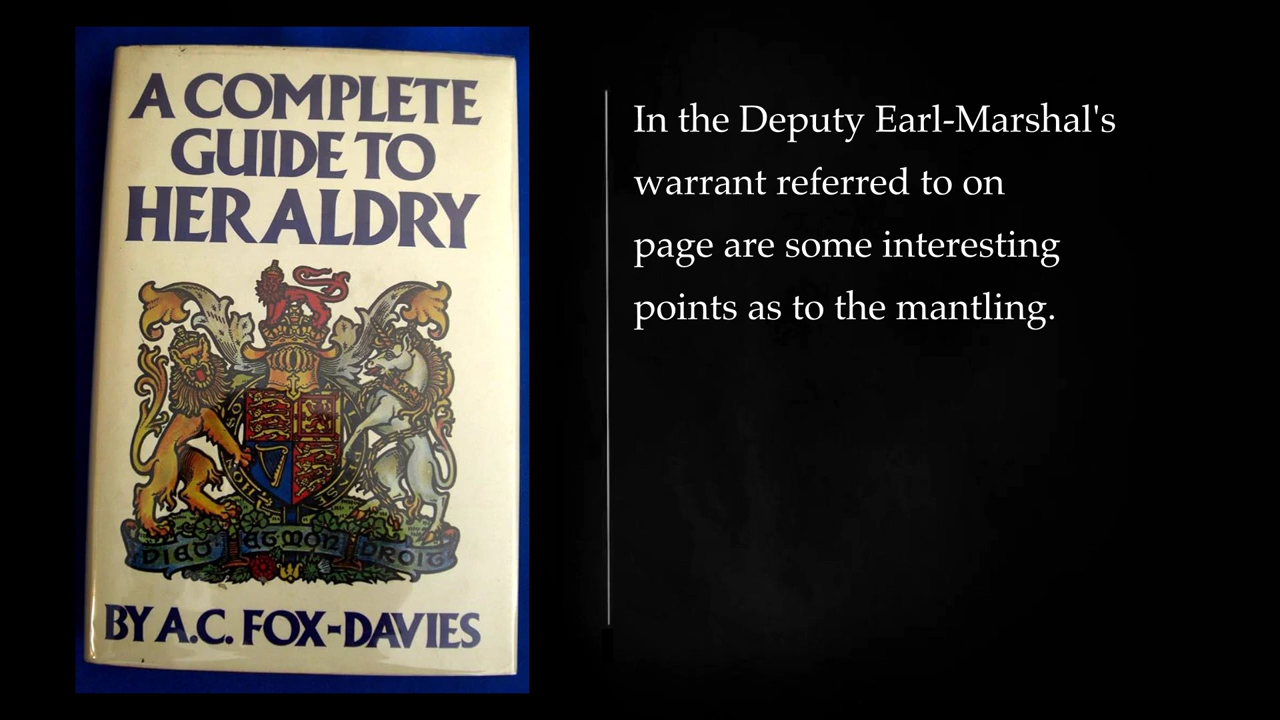 A COMPLETE
GUIDE TO
HERALDRY
DIEU ET MON DROIT
BY A.C. FOX-DAVIES
In the Deputy Earl-Marshal's
warrant referred to on
page are some interesting
points as to the mantling.